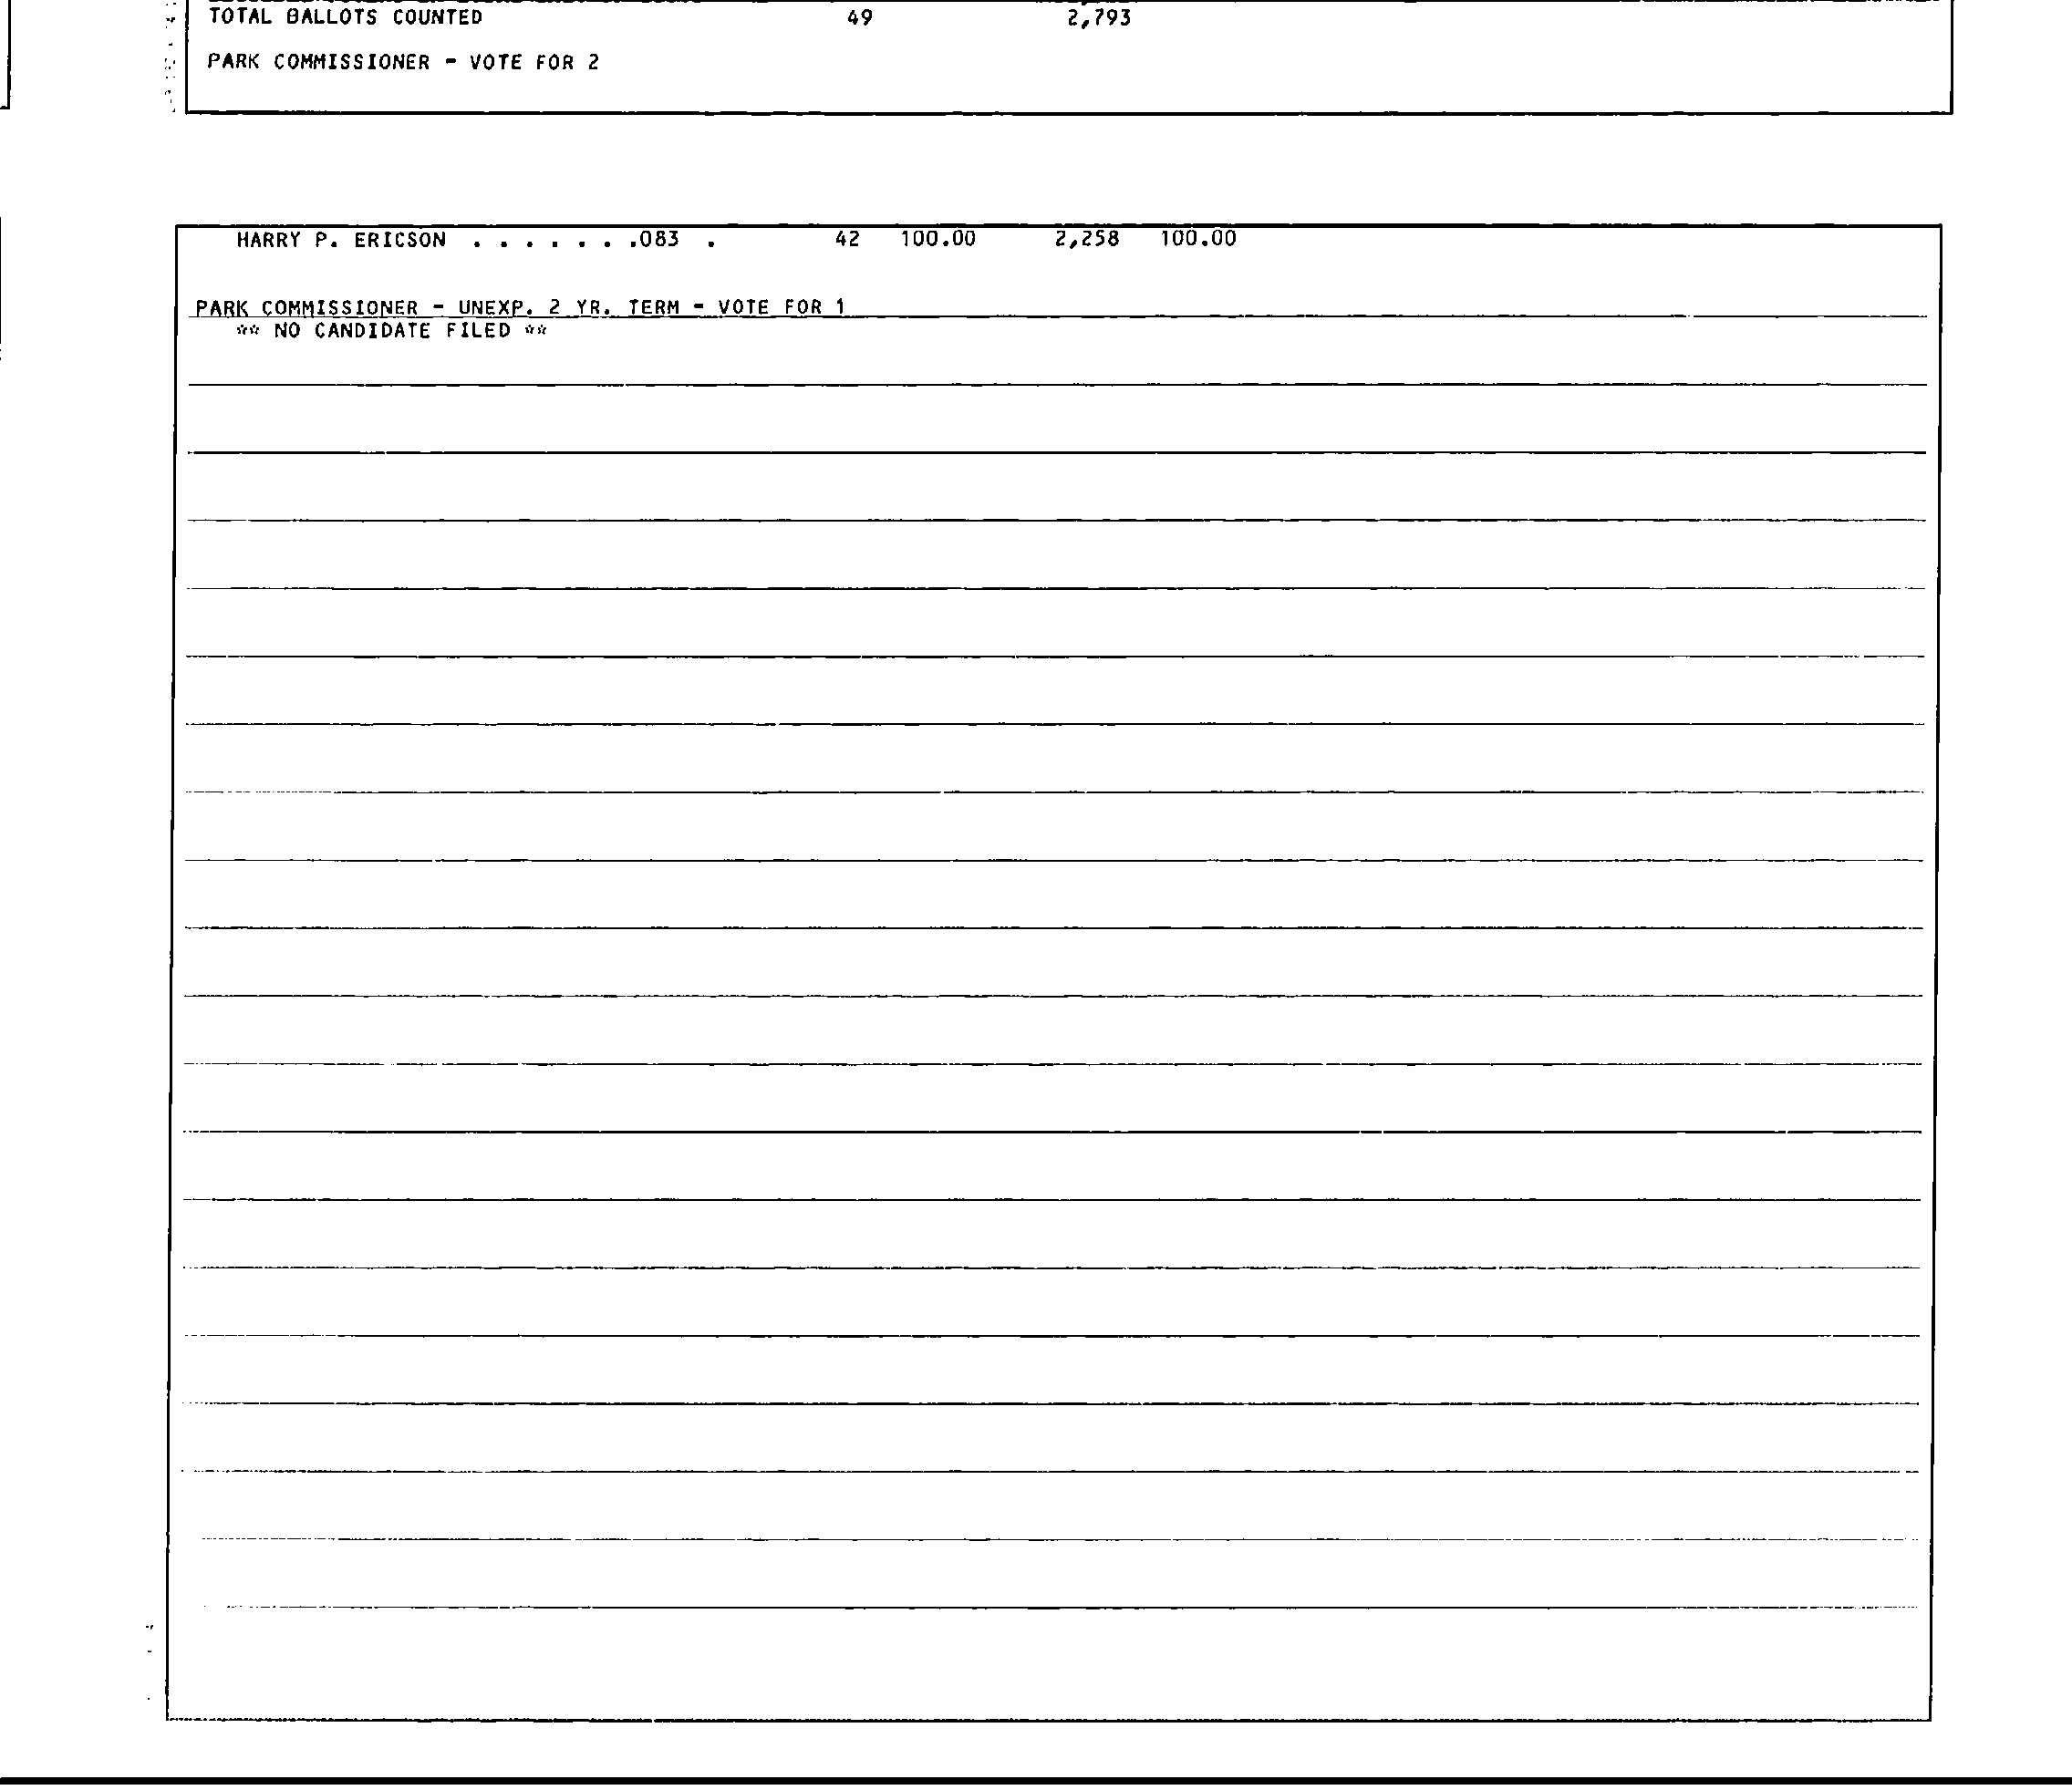 TOTAL BALLOTS COUNTED 49 2,793
PARK COMMISSIONER - VOTE FOR 2
HARRY P. ERICSON . . . . . . .083 . 42 100.00 2,258 100.00
PARK COMMISSIONER - UNEXP. 2 YR. TERM - VOTE FOR 1
** NO CANDIDATE FILED **